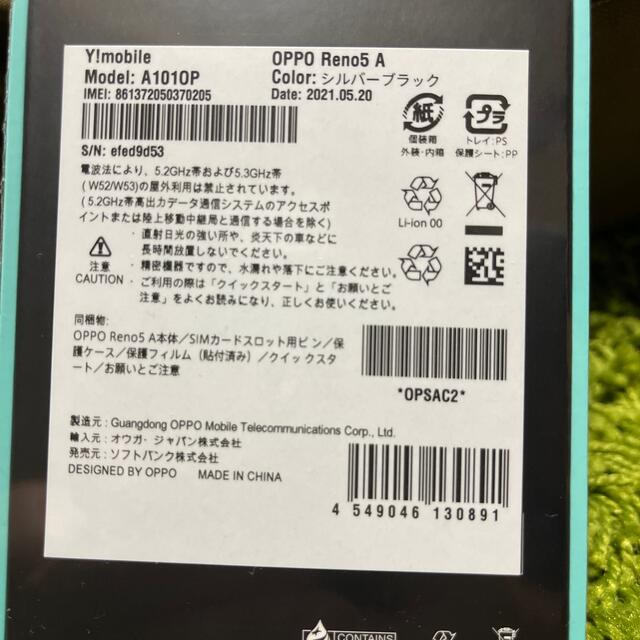 Y!mobile OPPO Reno5 A
Model: A101OP Color: シルバーブラック
IMEI: 861372050370205 Date: 2021.05.20
紙 プラ
個装箱 トレイ:PS
外装・内箱 保護シート:PP
S/N: efed9d53
電波法により、5.2GHz帯および5.3GHz帯
(W52/W53)の屋外利用は禁止されています。
(5.2GHz帯高出力データ通信システムのアクセスポ
イントまたは陸上移動中継局と通信する場合を除く)
Li-ion 00
・直射日光の強い所や、炎天下の車などに
長時間放置しないでください。
・精密機器ですので、水濡れや落下にご注意ください。
注意
CAUTION
・ご利用の際は「クイックスタート」と「お願いとご
注意」をよくお読みになり、正しくお使いください。
同梱物:
OPPO Reno5 A本体/SIMカードスロット用ピン/保
護ケース/保護フィルム（貼付済み）/クイックスタ
ート/お願いとご注意
*OPSAC2*
製造元 : Guangdong OPPO Mobile Telecommunications Corp., Ltd.
輸入元 : オウガ・ジャパン株式会社
発売元 : ソフトバンク株式会社
DESIGNED BY OPPO MADE IN CHINA
4 549046 130891
CONTAINS